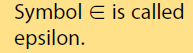 Symbol ∈ is called
epsilon.